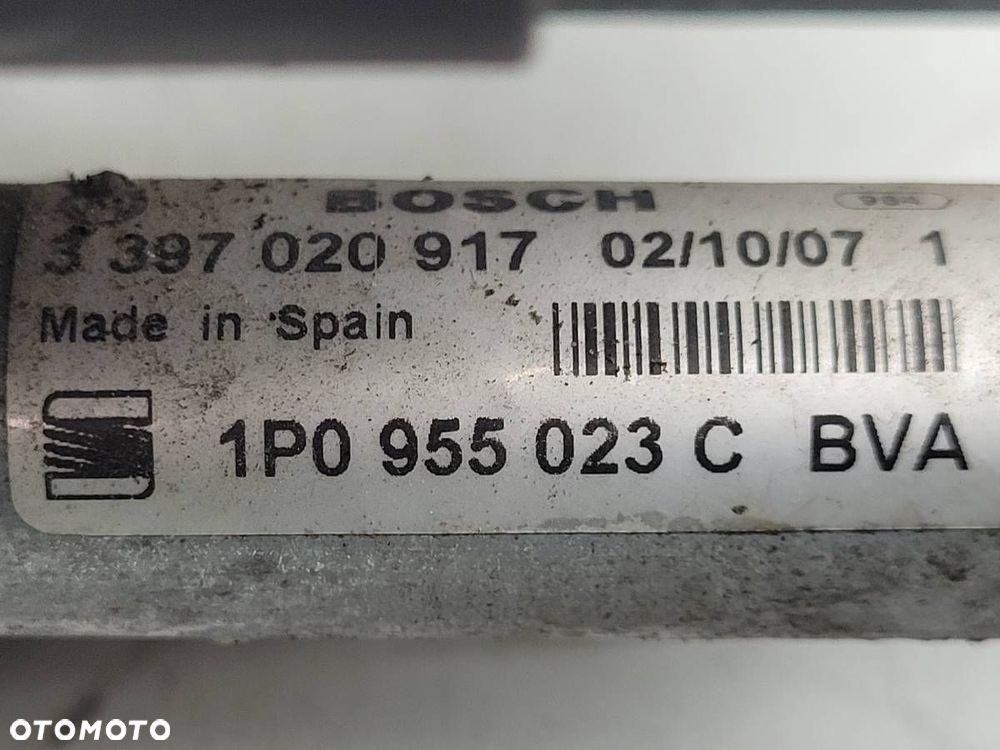 BOSCH
3 397 020 917 02/10/07 1
Made in Spain
1P0 955 023 C BVA
OTOMOTO